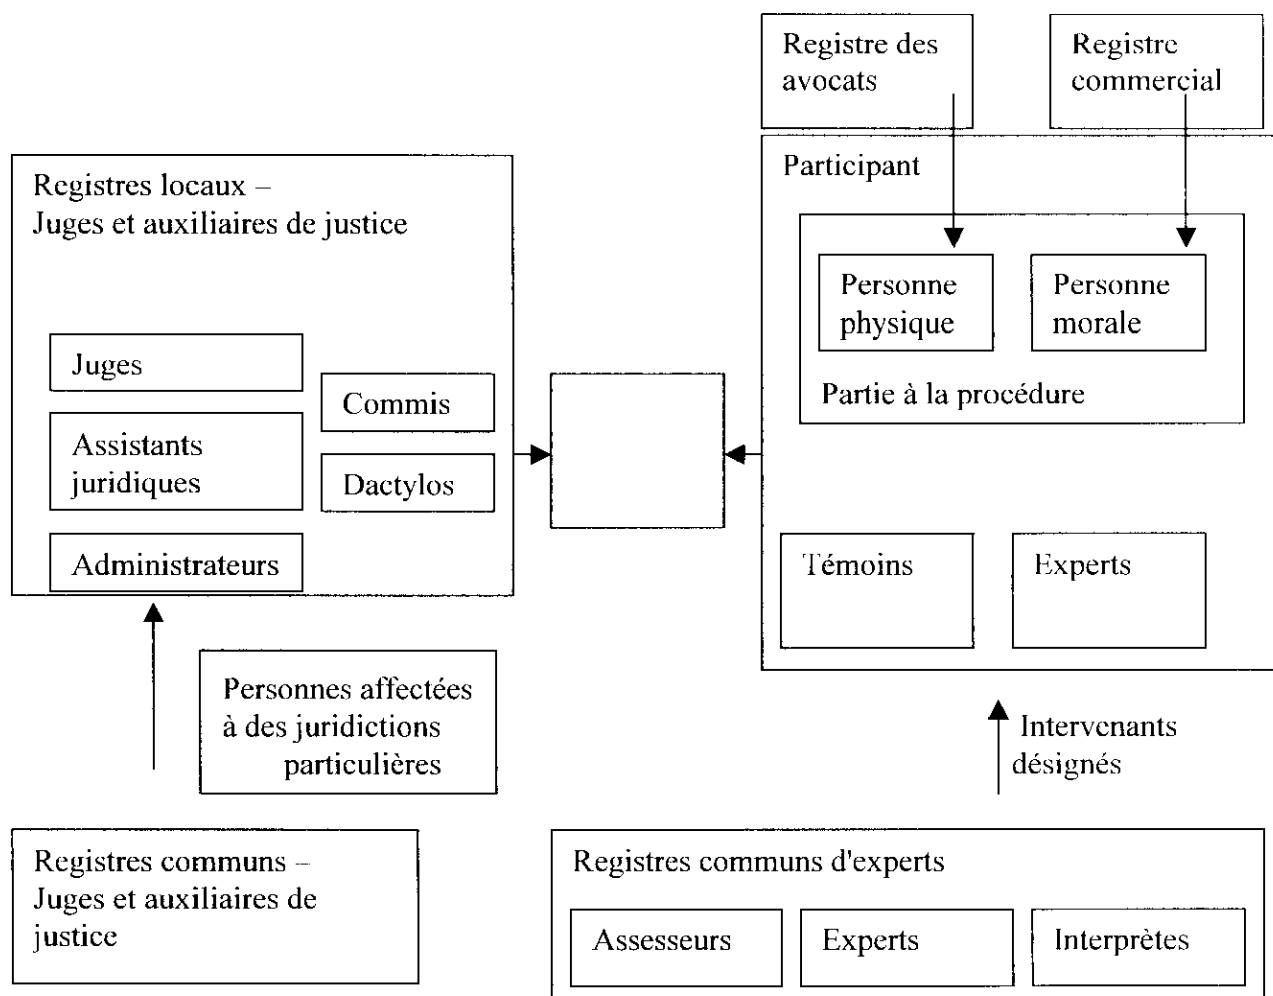 Registre des
avocats
Registre
commercial
Registres locaux –
Juges et auxiliaires de justice
Juges
Assistants
juridiques
Administrateurs
Commis
Dactylos
Participant
Personne
physique
Personne
morale
Partie à la procédure
Témoins
Experts
Personnes affectées
à des juridictions
particulières
Intervenants
désignés
Registres communs –
Juges et auxiliaires de
justice
Registres communs d'experts
Assesseurs
Experts
Interprètes